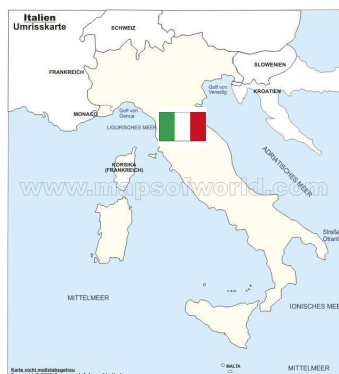 Italien
Umrisskarte
SCHWEIZ
SLOWENIEN
FRANKREICH
Golf von
Venedig
KROATIEN
MONACO
Golf von
Genua
LIGURISCHES MEER
ADRIATISCHES MEER
KORSIKA
(FRANKREICH)
www.mapsofworld.com
Straße
Otrant
MITTELMEER
IONISCHES MEE
MALTA
MITTELMEER
Karte nicht maßstabsgetreu